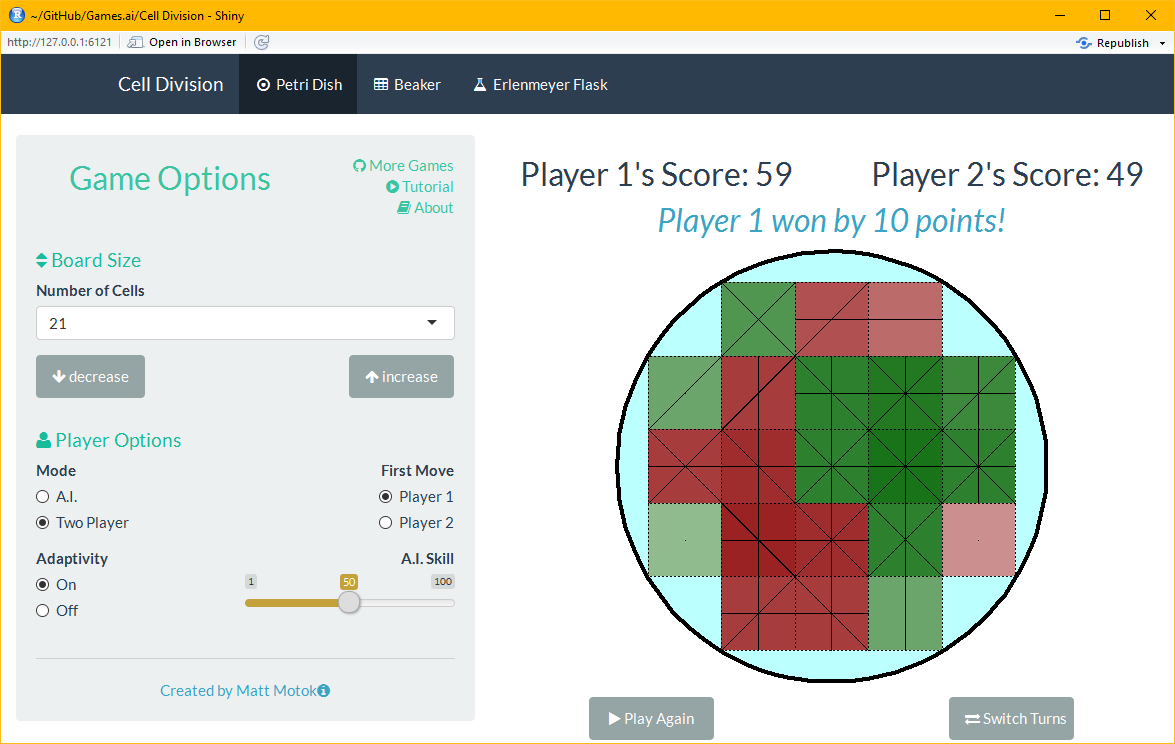 ~/GitHub/Games.ai/Cell Division - Shiny
http://127.0.0.1:6121 Open in Browser Republish
Cell Division Petri Dish Beaker Erlenmeyer Flask
Game Options
More Games
Tutorial
About
Board Size
Number of Cells
21
decrease increase
Player Options
Mode First Move
A.I. Player 1
Two Player Player 2
Adaptivity A.I. Skill
On 1 50 100
Off
Created by Matt Motok
Player 1's Score: 59 Player 2's Score: 49
Player 1 won by 10 points!
Play Again Switch Turns